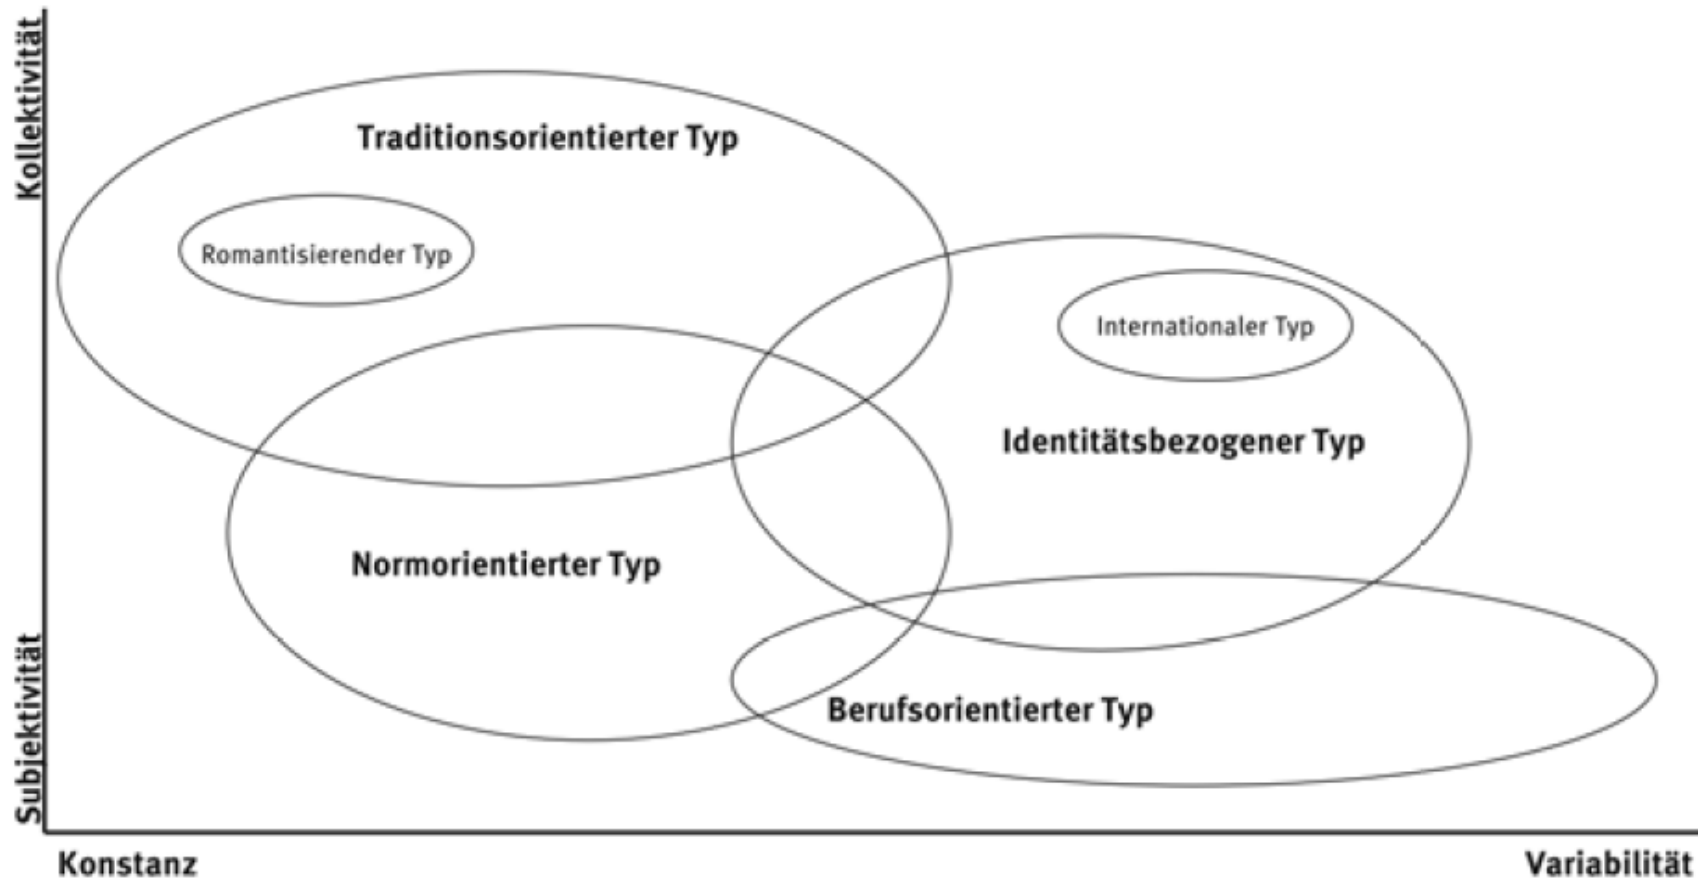 Kollektivität
Traditionsorientierter Typ
Romantisierender Typ
Internationaler Typ
Identitätsbezogener Typ
Normorientierter Typ
Berufsorientierter Typ
Subjektivität
Konstanz
Variabilität